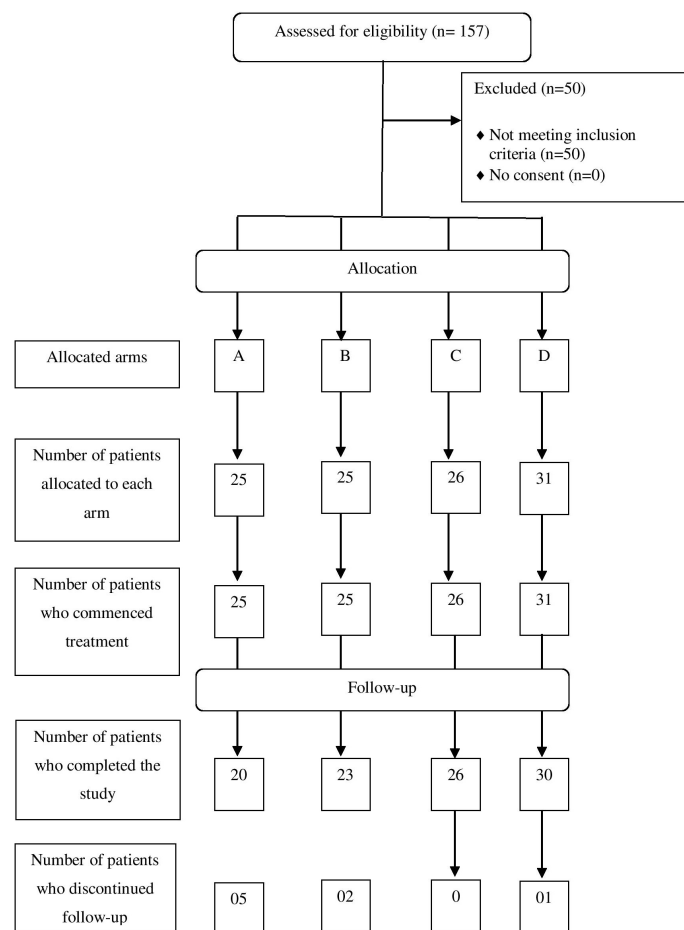 Assessed for eligibility (n= 157)
Excluded (n=50)
♦ Not meeting inclusion
criteria (n=50)
♦ No consent (n=0)
Allocation
Allocated arms
A
B
C
D
Number of patients
allocated to each
arm
25
25
26
31
Number of patients
who commenced
treatment
25
25
26
31
Follow-up
Number of patients
who completed the
study
20
23
26
30
Number of patients
who discontinued
follow-up
05
02
0
01